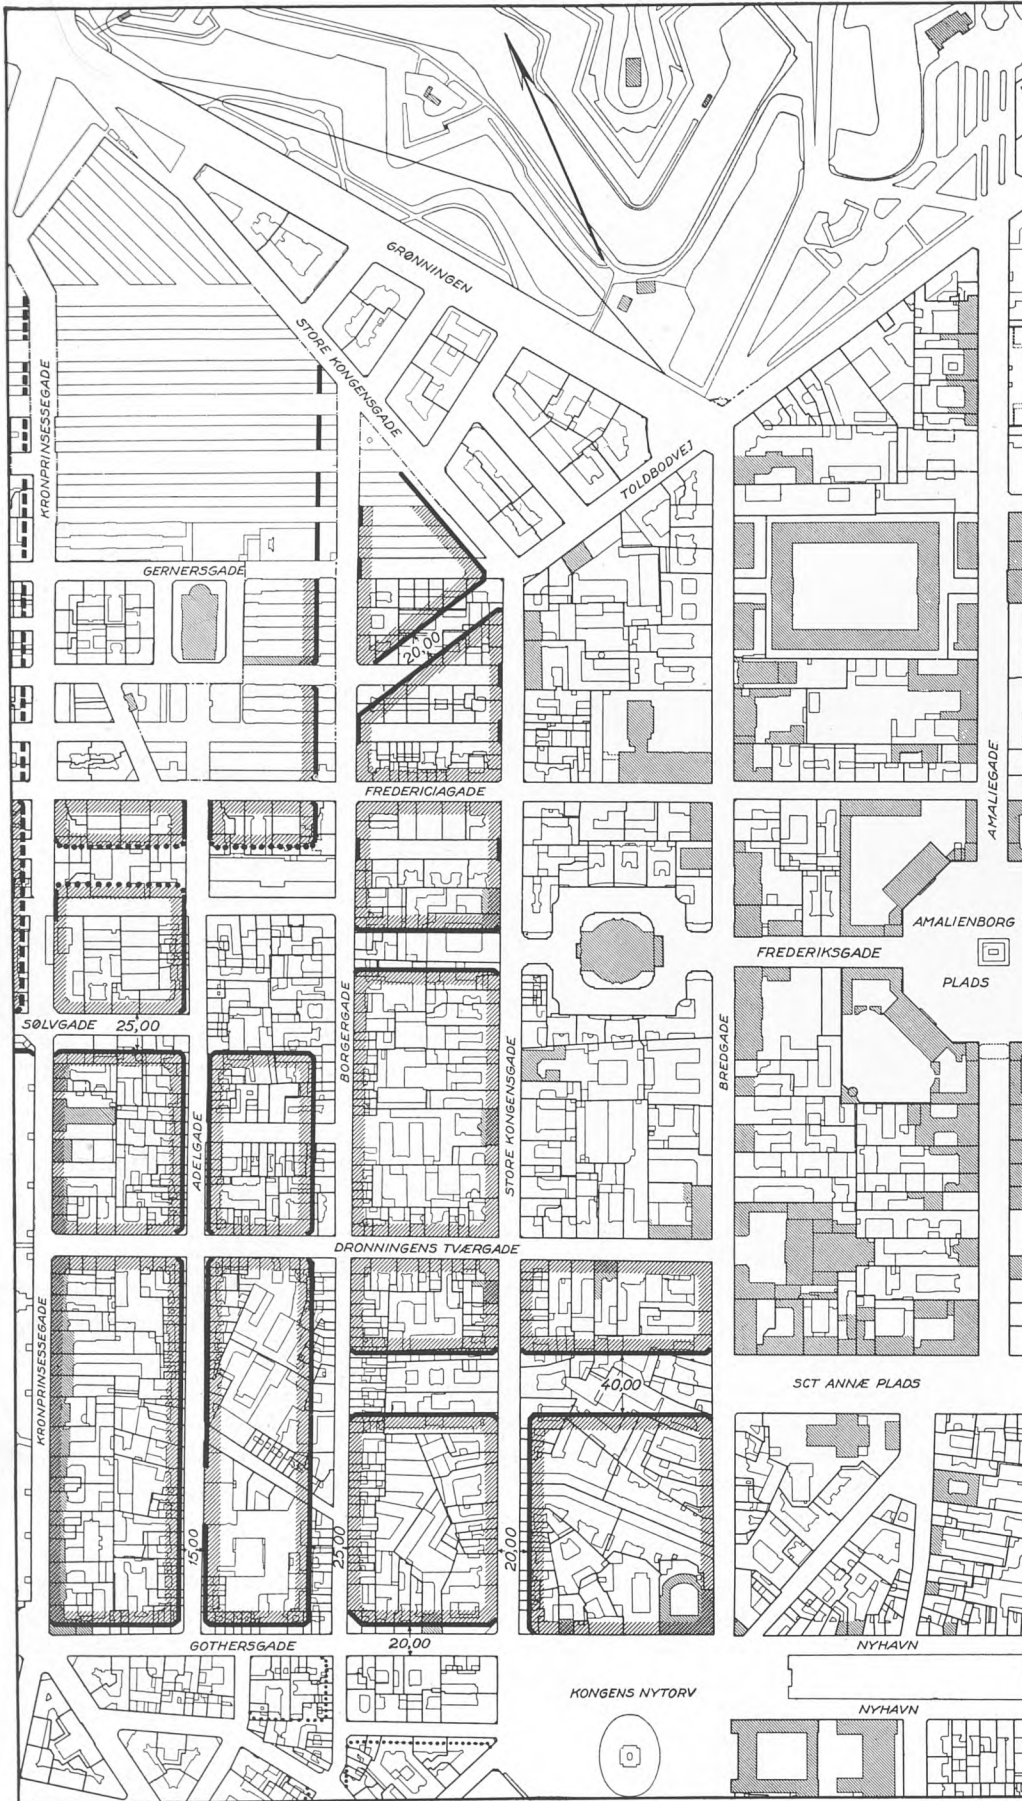 GRØNNINGEN
STORE KONGENSGADE
KRONPRINSESSEGADE
TOLDBODVEJ
GERNERSGADE
20,00
FREDERICIAGADE
AMALIEGADE
AMALIENBORG
FREDERIKSGADE
PLADS
SØLVGADE 25,00
BORGERGADE
STORE KONGENSGADE
BREDGADE
ADELGADE
DRONNINGENS TVÆRGADE
KRONPRINSESSEGADE
40,00
SCT ANNÆ PLADS
15,00
25,00
20,00
GOTHERSGADE
20,00
NYHAVN
KONGENS NYTORV
NYHAVN